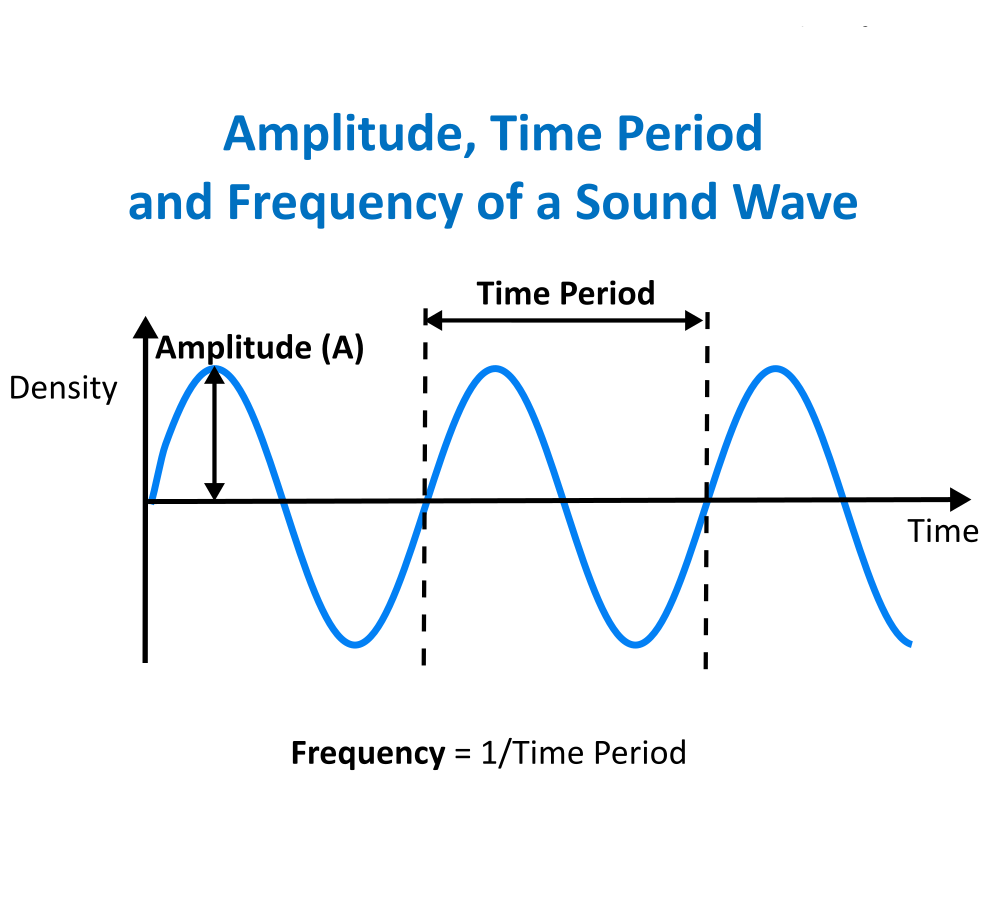 Amplitude, Time Period
and Frequency of a Sound Wave
Time Period
Amplitude (A)
Density
Time
Frequency = 1/Time Period